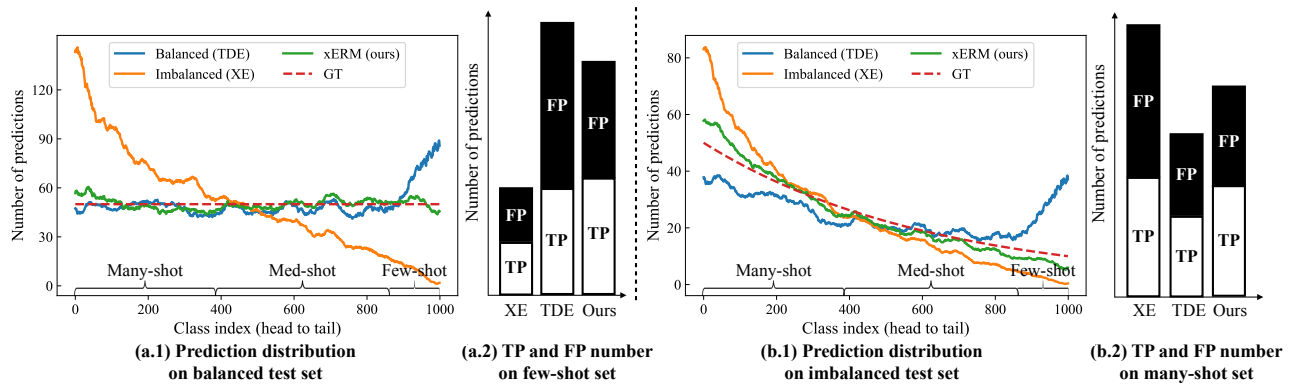 Number of predictions
120
90
60
30
0
Balanced (TDE)
Imbalanced (XE)
xERM (ours)
GT
Many-shot
Med-shot
Few-shot
0
200
400
600
800
1000
Class index (head to tail)
(a.1) Prediction distribution
on balanced test set
Number of predictions
FP
TP
FP
TP
FP
TP
XE
TDE
Ours
(a.2) TP and FP number
on few-shot set
Number of predictions
80
60
40
20
0
Balanced (TDE)
Imbalanced (XE)
xERM (ours)
GT
Many-shot
Med-shot
Few-shot
0
200
400
600
800
1000
Class index (head to tail)
(b.1) Prediction distribution
on imbalanced test set
Number of predictions
FP
TP
FP
TP
FP
TP
XE
TDE
Ours
(b.2) TP and FP number
on many-shot set